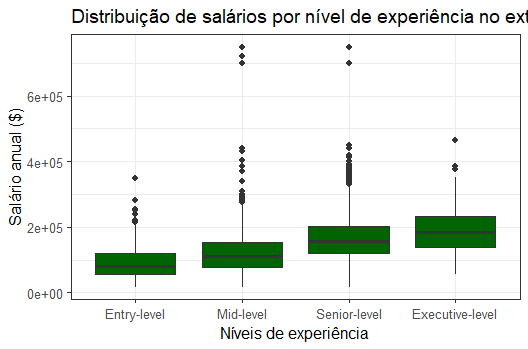 Distribuição de salários por nível de experiência no ext
Salário anual ($)
6e+05
4e+05
2e+05
0e+00
Entry-level Mid-level Senior-level Executive-level
Níveis de experiência